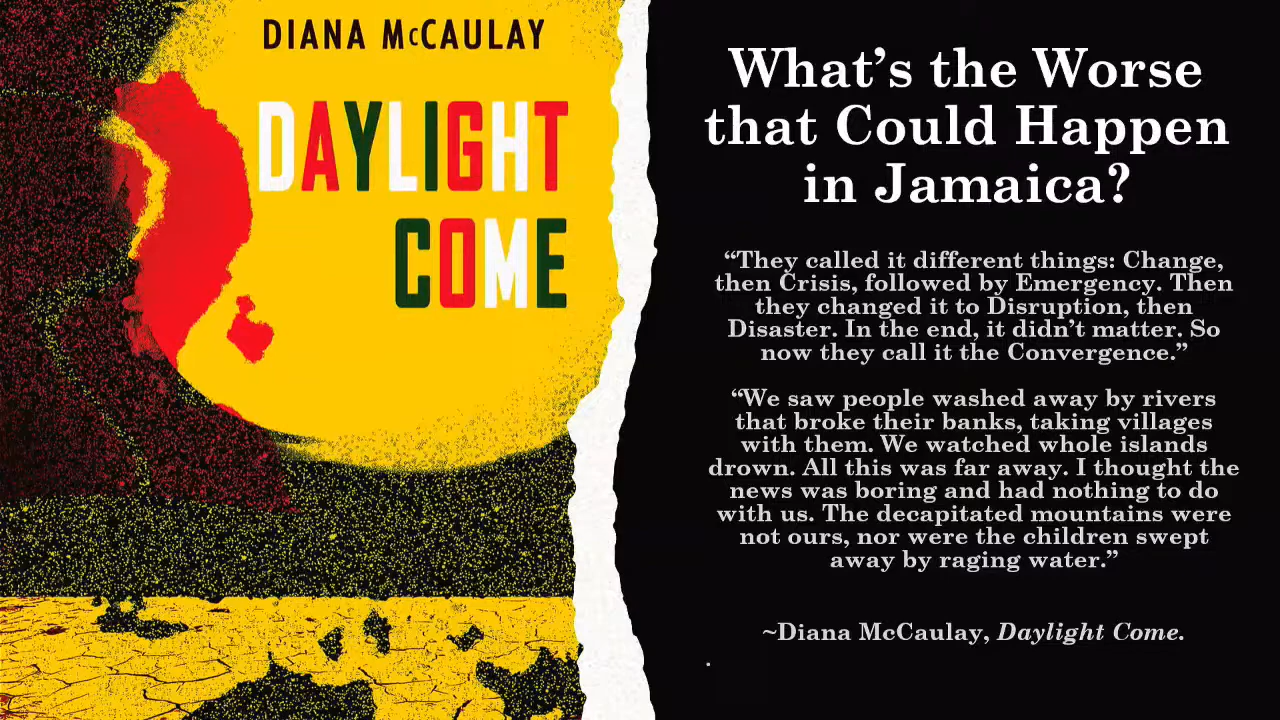 DIANA McCAULAY
DAYLIGHT
COME
What’s the Worse
that Could Happen
in Jamaica?
“They called it different things: Change,
then Crisis, followed by Emergency. Then
they changed it to Disruption, then
Disaster. In the end, it didn’t matter. So
now they call it the Convergence.”
“We saw people washed away by rivers
that broke their banks, taking villages
with them. We watched whole islands
drown. All this was far away. I thought the
news was boring and had nothing to do
with us. The decapitated mountains were
not ours, nor were the children swept
away by raging water.”
~Diana McCaulay, Daylight Come.
.